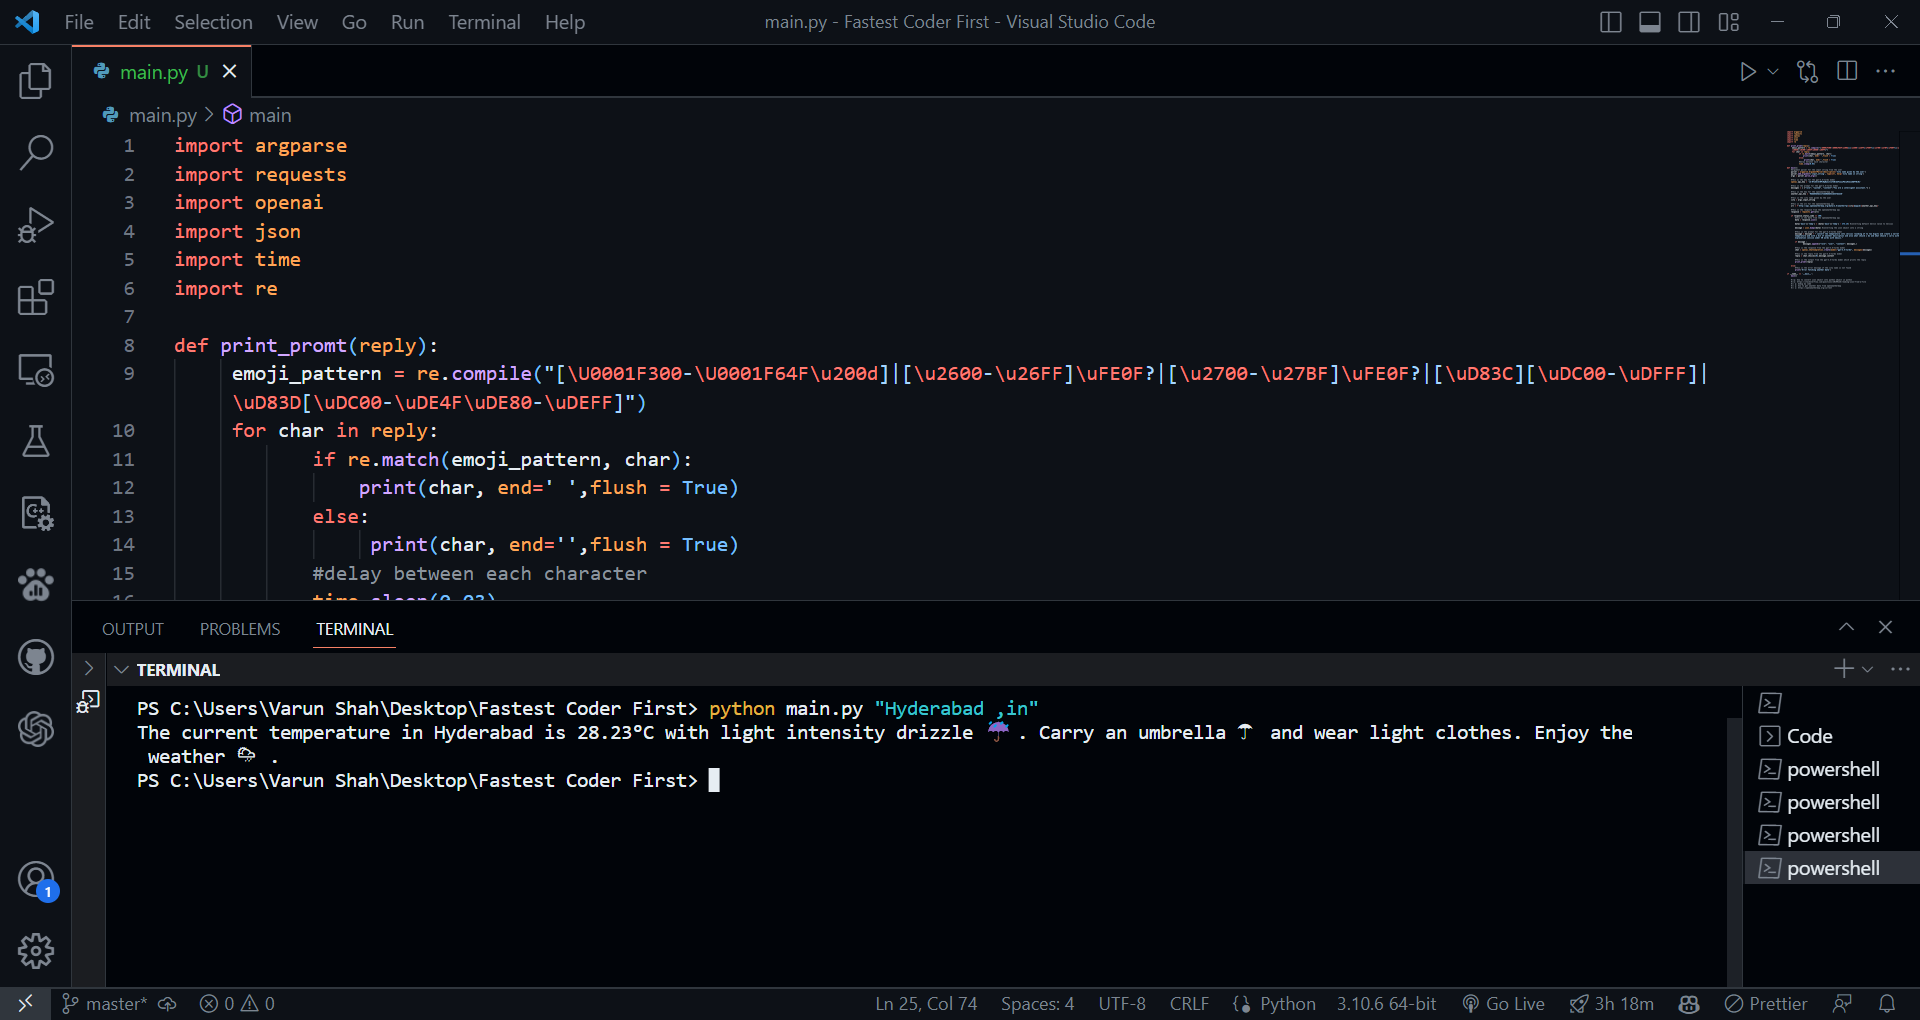 File Edit Selection View Go Run Terminal Help main.py - Fastest Coder First - Visual Studio Code
main.py U
main.py > main
1 import argparse
2 import requests
3 import openai
4 import json
5 import time
6 import re
7
8 def print_promt(reply):
9 emoji_pattern = re.compile("[\U0001F300-\U0001F64F\u200d]|[\u2600-\u26FF]\uFE0F?|[\u2700-\u27BF]\uFE0F?|[\uD83C][\uDC00-\uDFFF]|
\uD83D[\uDC00-\uDE4F\uDE80-\uDEFF]")
10 for char in reply:
11 if re.match(emoji_pattern, char):
12 print(char, end=' ',flush = True)
13 else:
14 print(char, end='',flush = True)
15 #delay between each character
16 time.sleep(0.03)
OUTPUT PROBLEMS TERMINAL
TERMINAL
PS C:\Users\Varun Shah\Desktop\Fastest Coder First> python main.py "Hyderabad ,in"
The current temperature in Hyderabad is 28.23°C with light intensity drizzle ☔ . Carry an umbrella ☂ and wear light clothes. Enjoy the
weather 🌧 .
PS C:\Users\Varun Shah\Desktop\Fastest Coder First>
Code
powershell
powershell
powershell
powershell
1
master* 0 0 Ln 25, Col 74 Spaces: 4 UTF-8 CRLF Python 3.10.6 64-bit Go Live 3h 18m Prettier